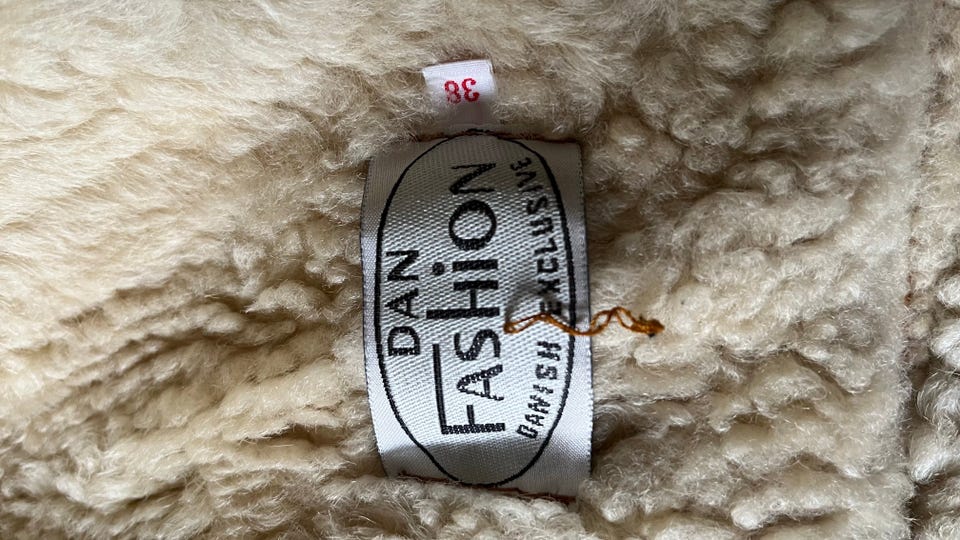 38
DAN
FASHiON
DANISH EXCLUSIVE